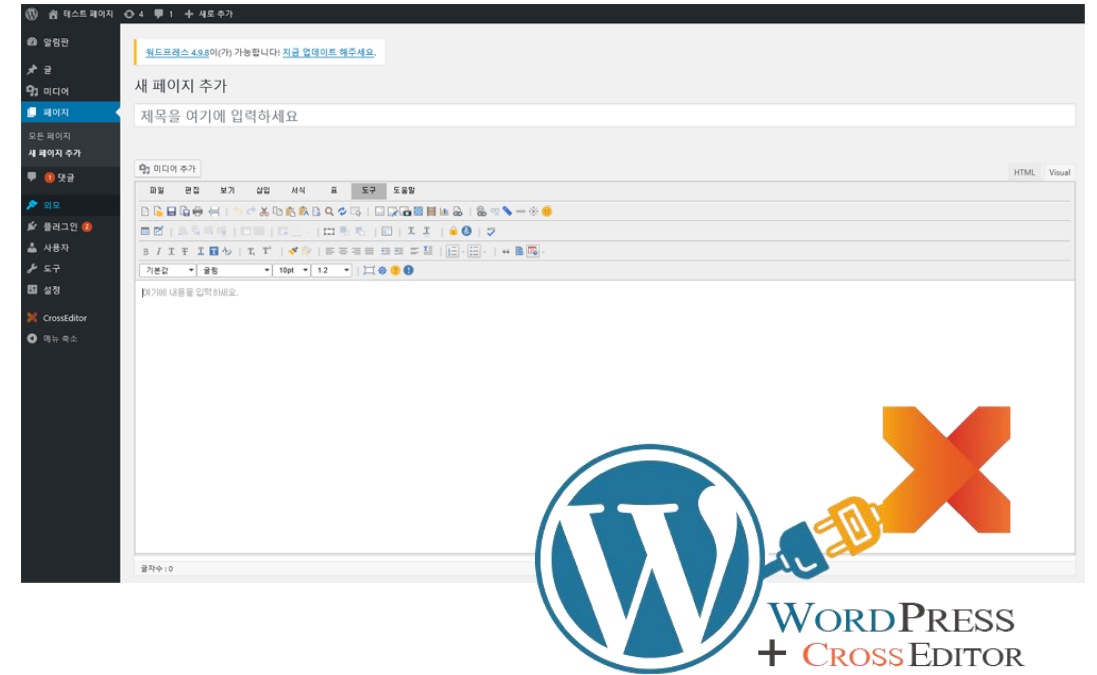 테스트 페이지 4 1 + 새로 추가
알림판
워드프레스 4.9.8이(가) 가능합니다! 지금 업데이트 해주세요.
글
미디어
새 페이지 추가
페이지
제목을 여기에 입력하세요
모든 페이지
새 페이지 추가
미디어 추가
HTML Visual
1 댓글
파일 편집 보기 삽입 서식 표 도구 도움말
외모
플러그인 2
사용자
도구
기본값 굴림 10pt 1.2
설정
여기에 내용을 입력하세요.
CrossEditor
메뉴 축소
글자수 : 0
WORDPRESS
+ CROSSEDITOR